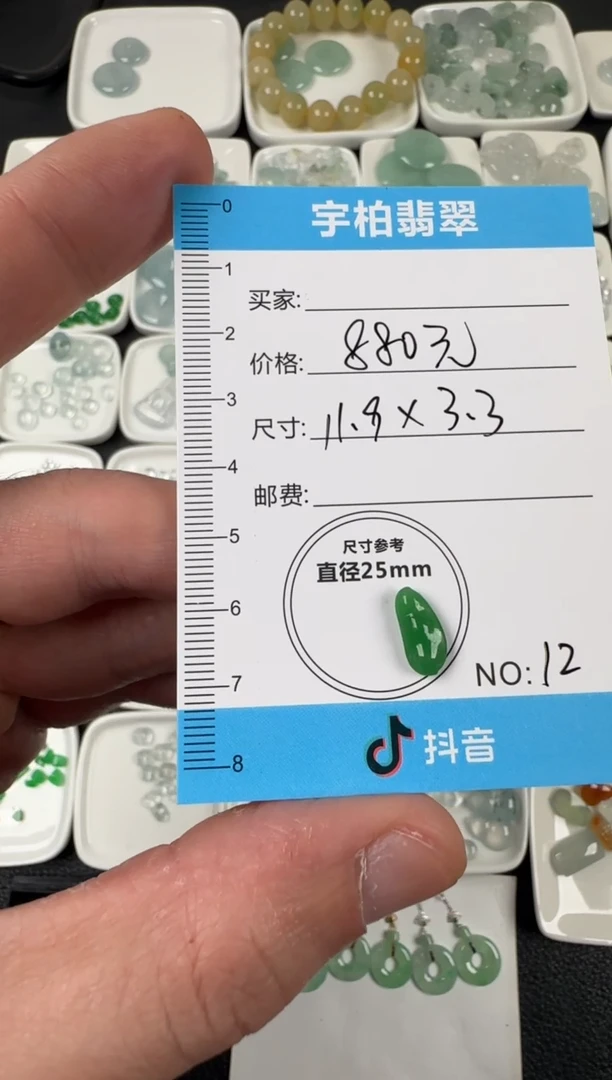 宇柏翡翠
0
1
2
3
4
5
6
7
8
买家:
价格: 880元
尺寸: 11.9×3.3
邮费:
尺寸参考
直径25mm
NO: 12
抖音